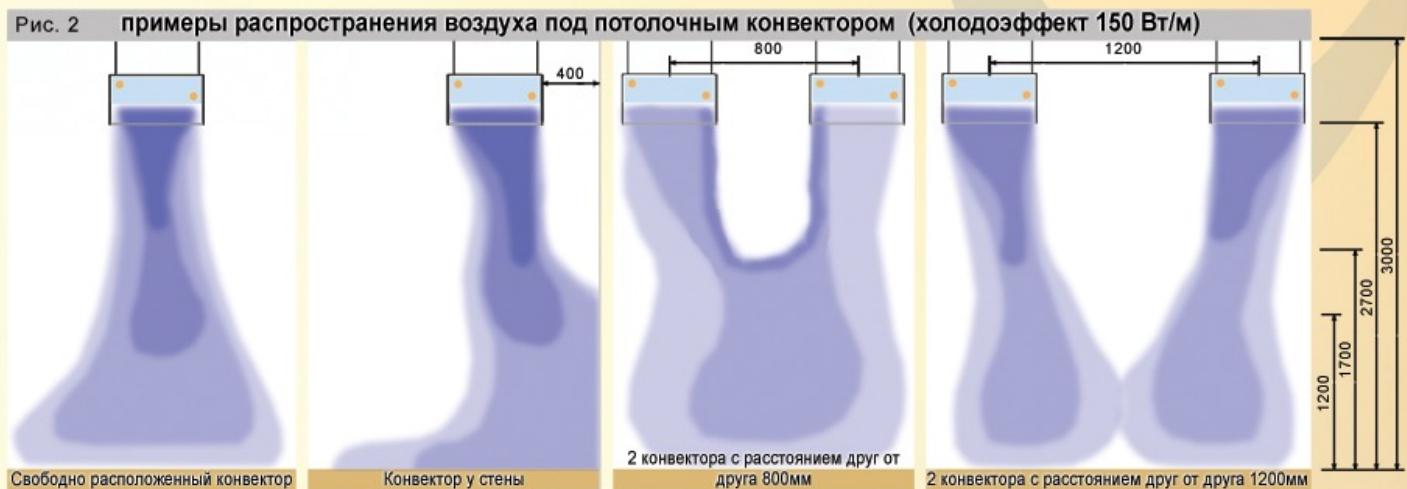 Рис. 2 примеры распространения воздуха под потолочным конвектором (холодоэффект 150 Вт/м)
400
800
1200
3000
2700
1700
1200
Свободно расположенный конвектор
Конвектор у стены
2 конвектора с расстоянием друг от
друга 800мм
2 конвектора с расстоянием друг от друга 1200мм